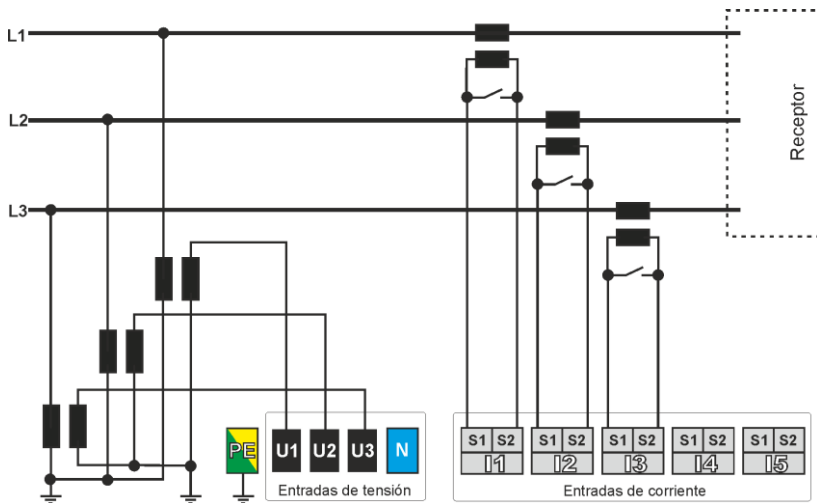 L1
L2
L3
Receptor
PE
U1 U2 U3 N
Entradas de tensión
S1 S2 S1 S2 S1 S2 S1 S2 S1 S2
I1 I2 I3 I4 I5
Entradas de corriente